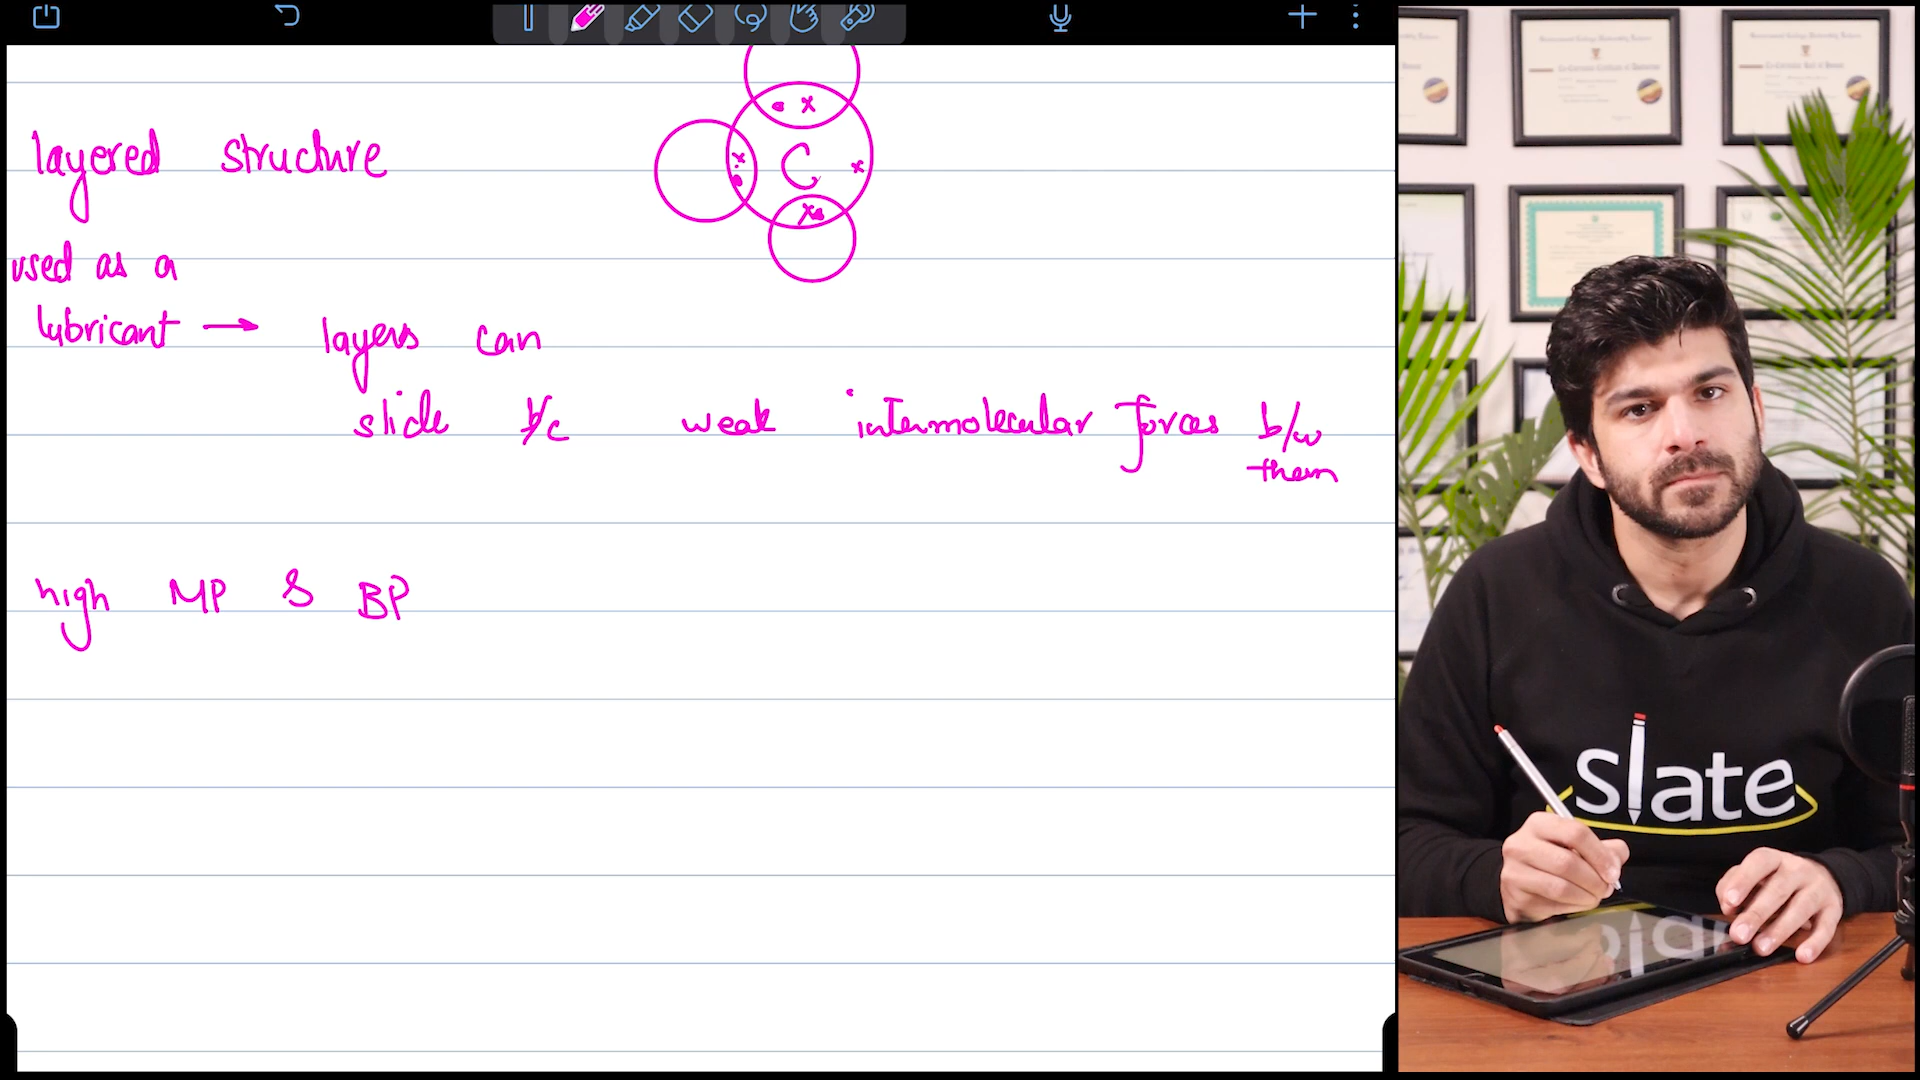 C
layered structure
used as a
lubricant → layers can
slide b/c weak intermolecular forces b/w
them
high MP & BP
slate